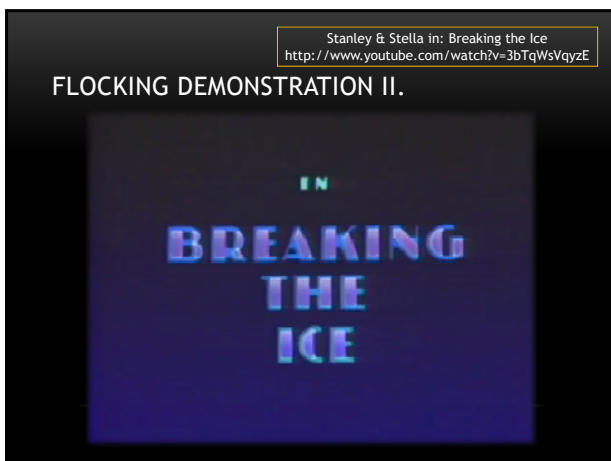 Stanley & Stella in: Breaking the Ice
http://www.youtube.com/watch?v=3bTqWsVqyzE
FLOCKING DEMONSTRATION II.
IN
BREAKING
THE
ICE